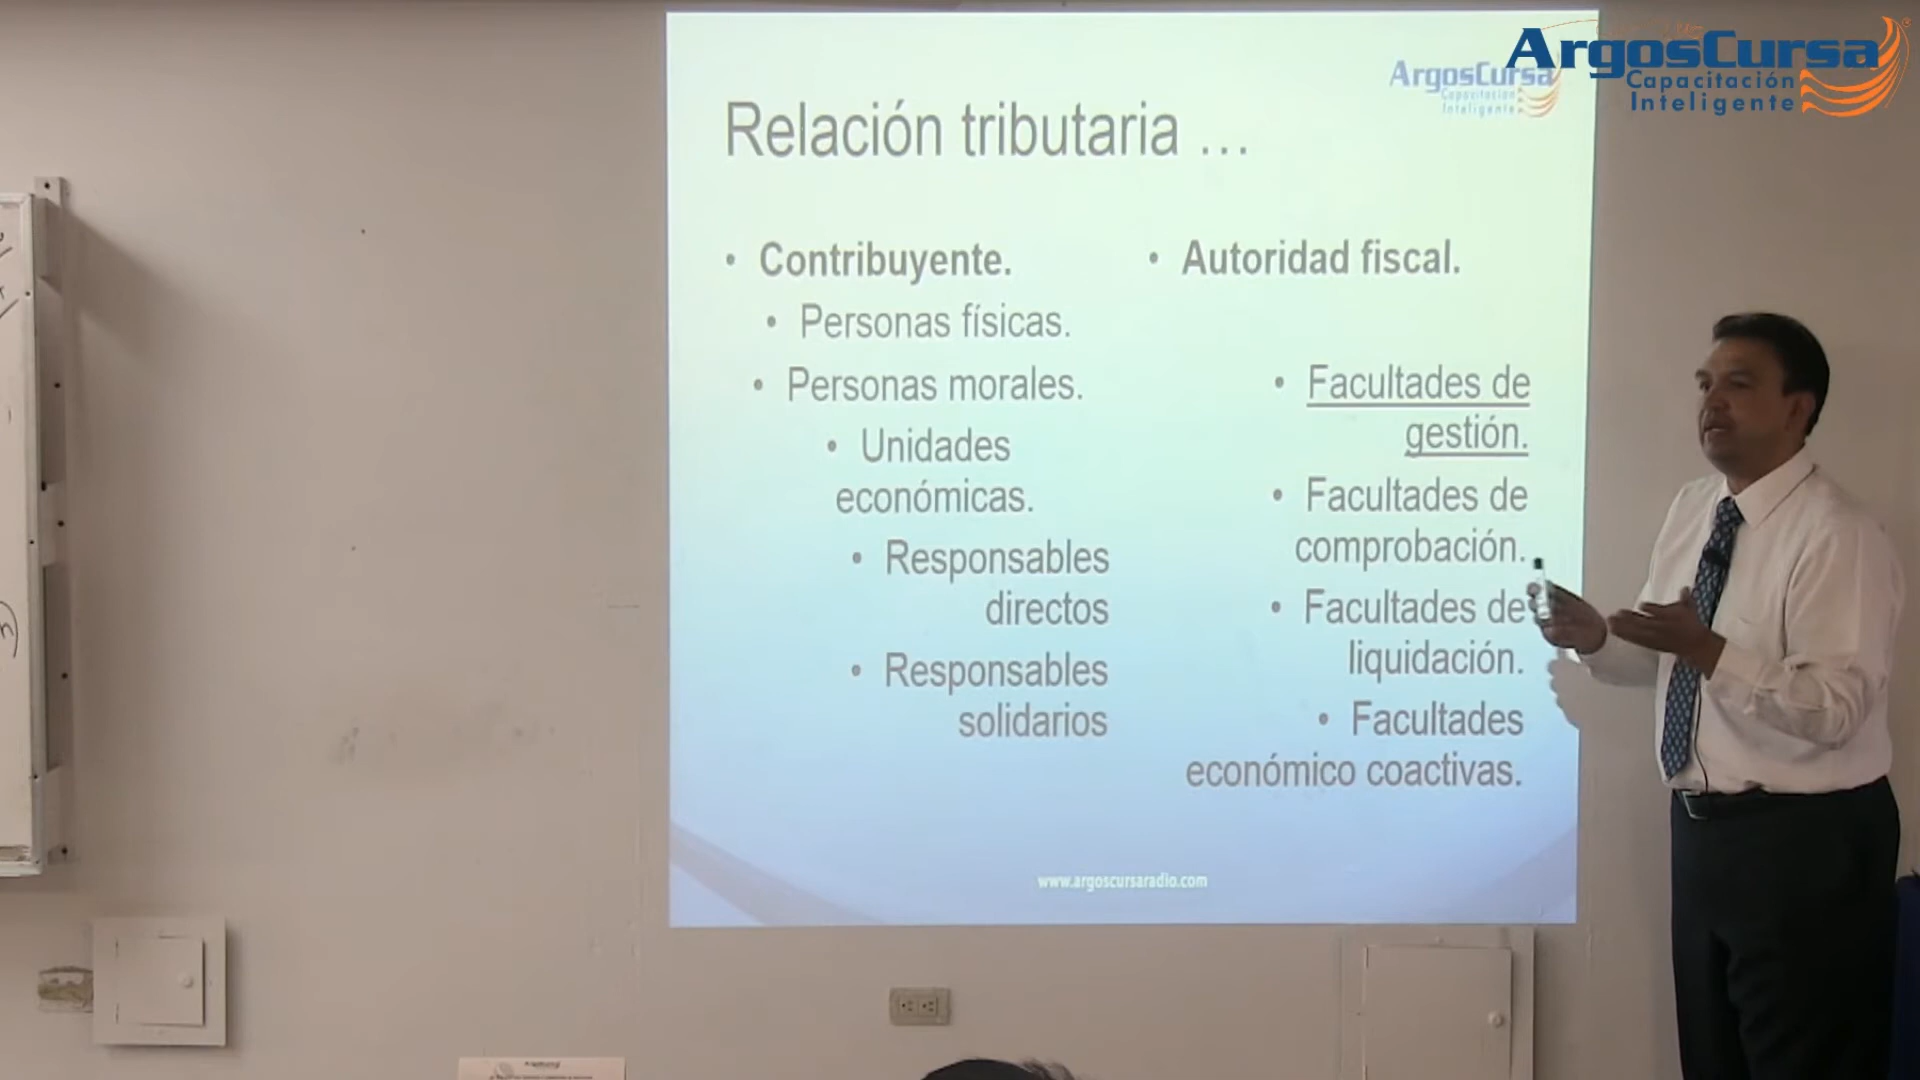 ArgosCursa
Capacitación
Inteligente
ArgosCursa
Capacitación
Inteligente
Relación tributaria ...
• Contribuyente.
• Personas físicas.
• Personas morales.
• Unidades
económicas.
• Responsables
directos
• Responsables
solidarios
• Autoridad fiscal.
• Facultades de
gestión.
• Facultades de
comprobación.
• Facultades de
liquidación.
• Facultades
económico coactivas.
www.argoscursaradio.com